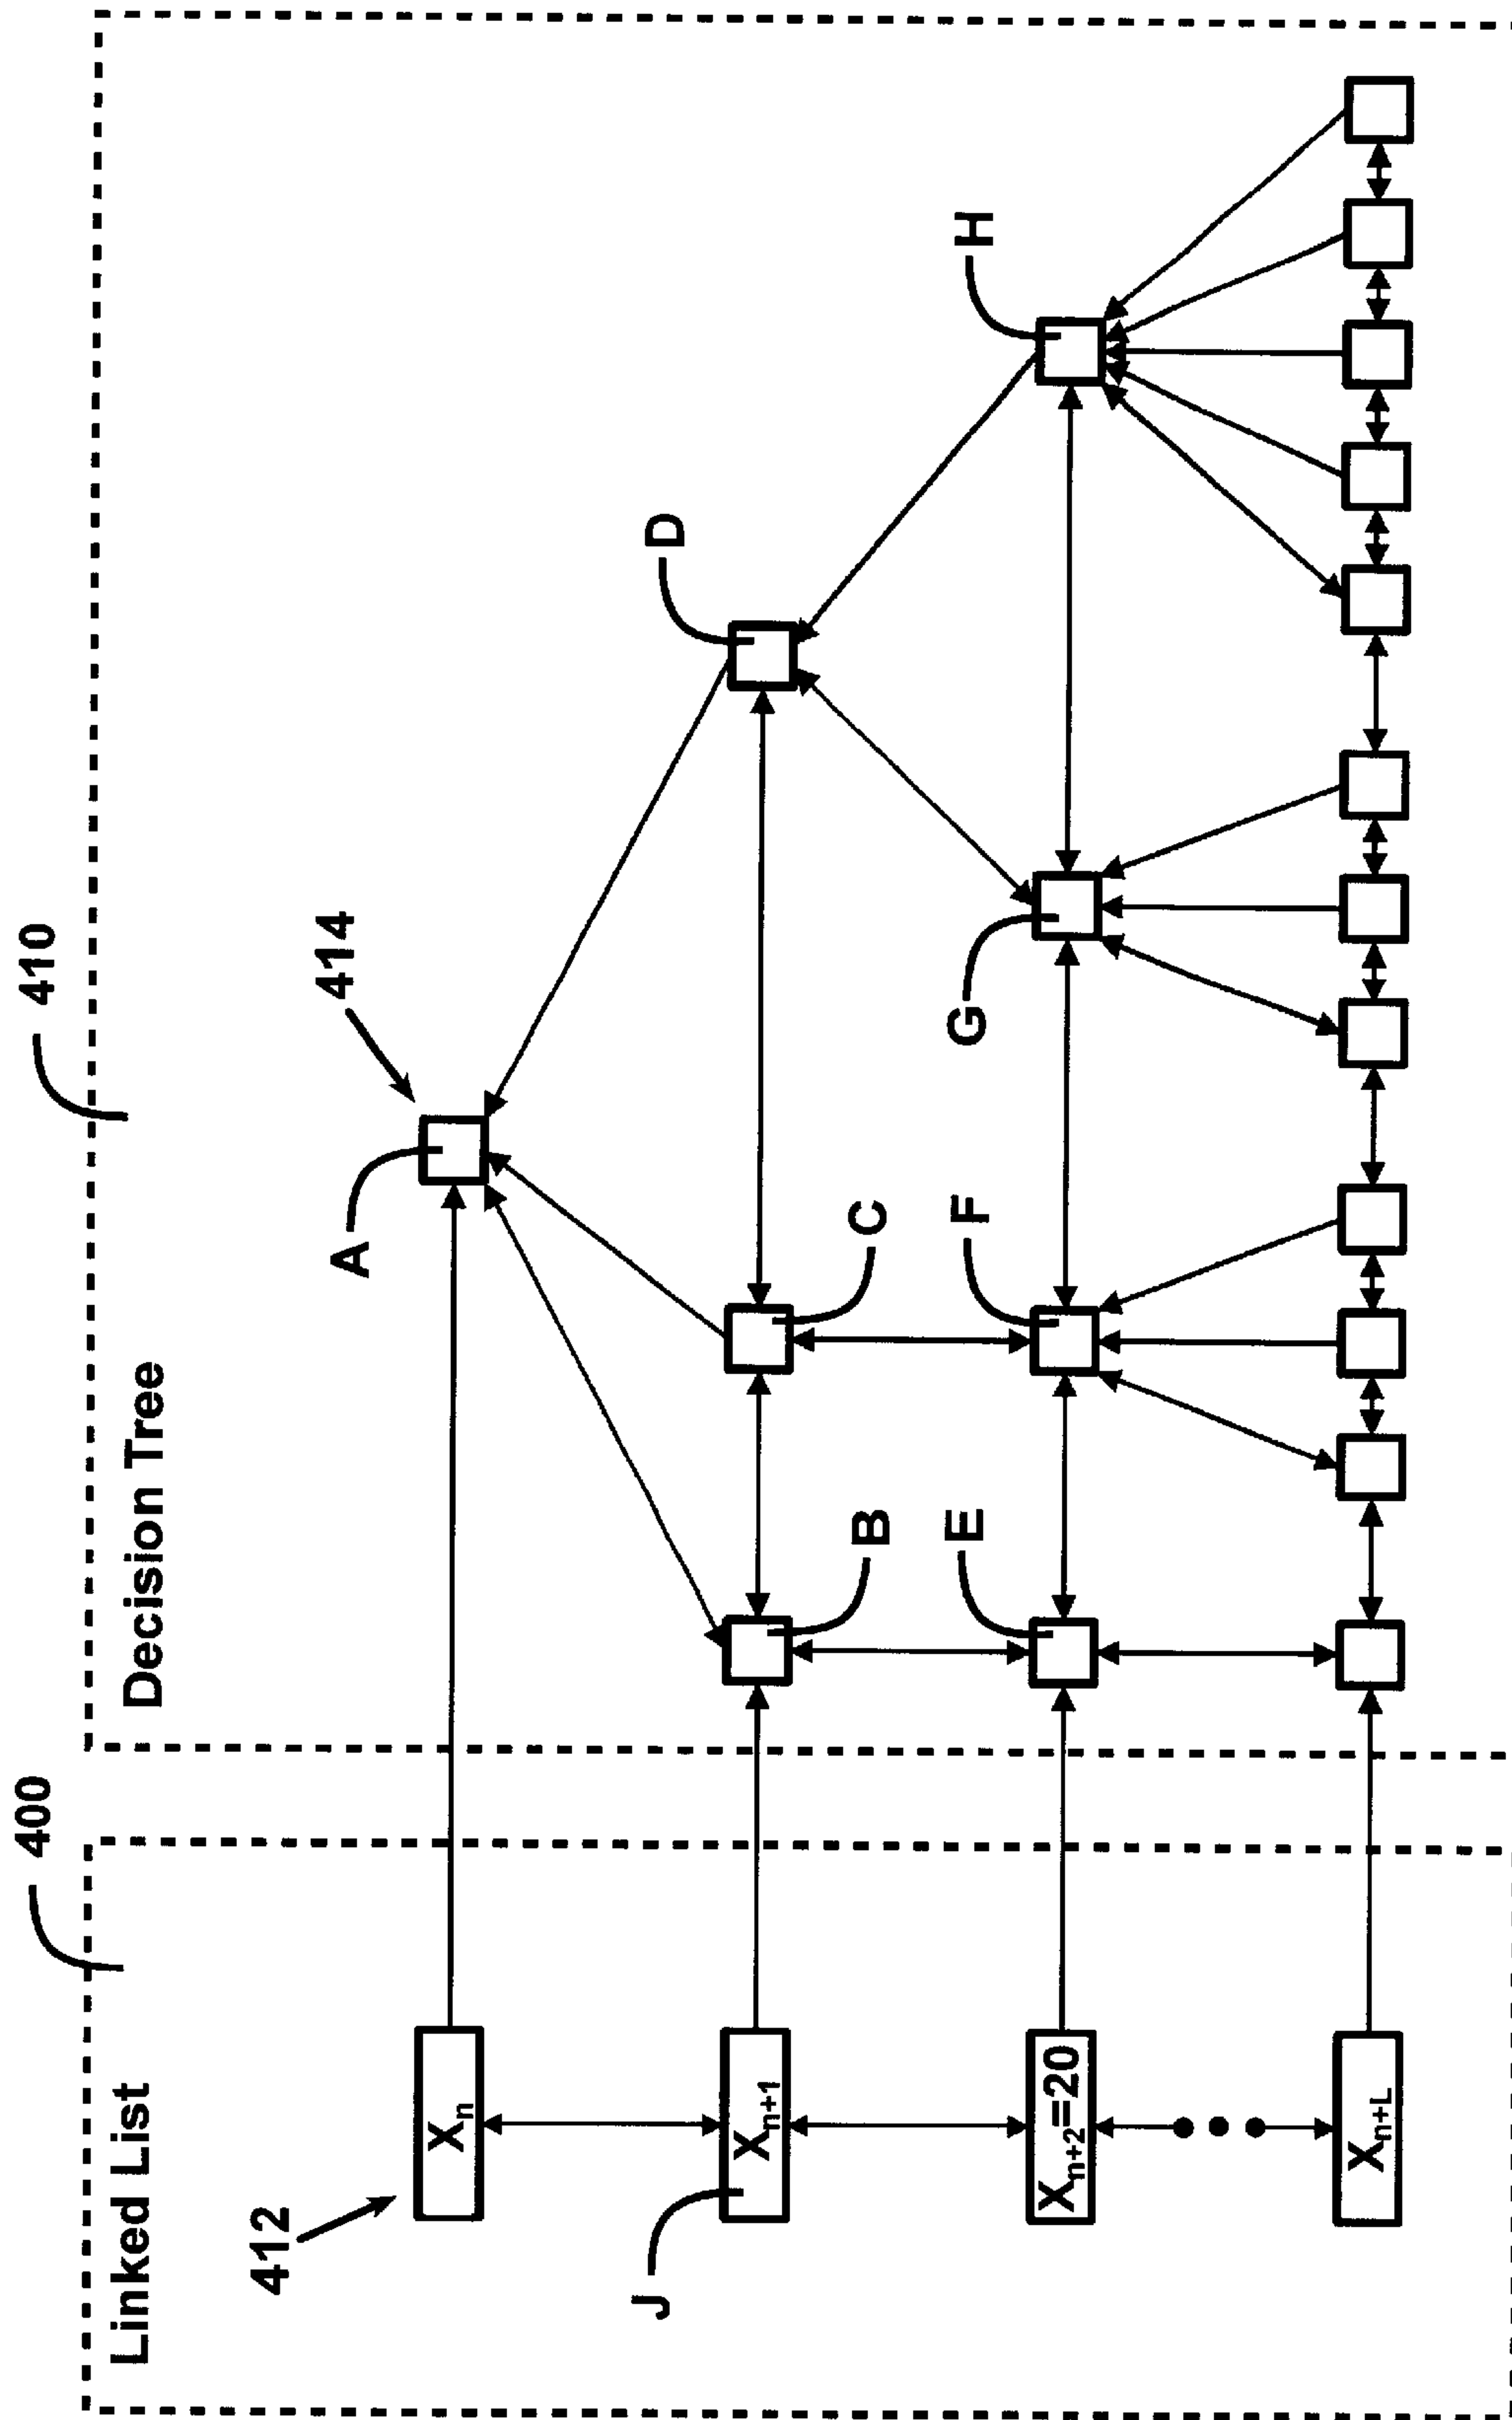 400
410
Linked List
Decision Tree
412
414
A
Xn
J
D
Xn+1
B
C
H
G
E
F
Xn+2=20
Xn+L